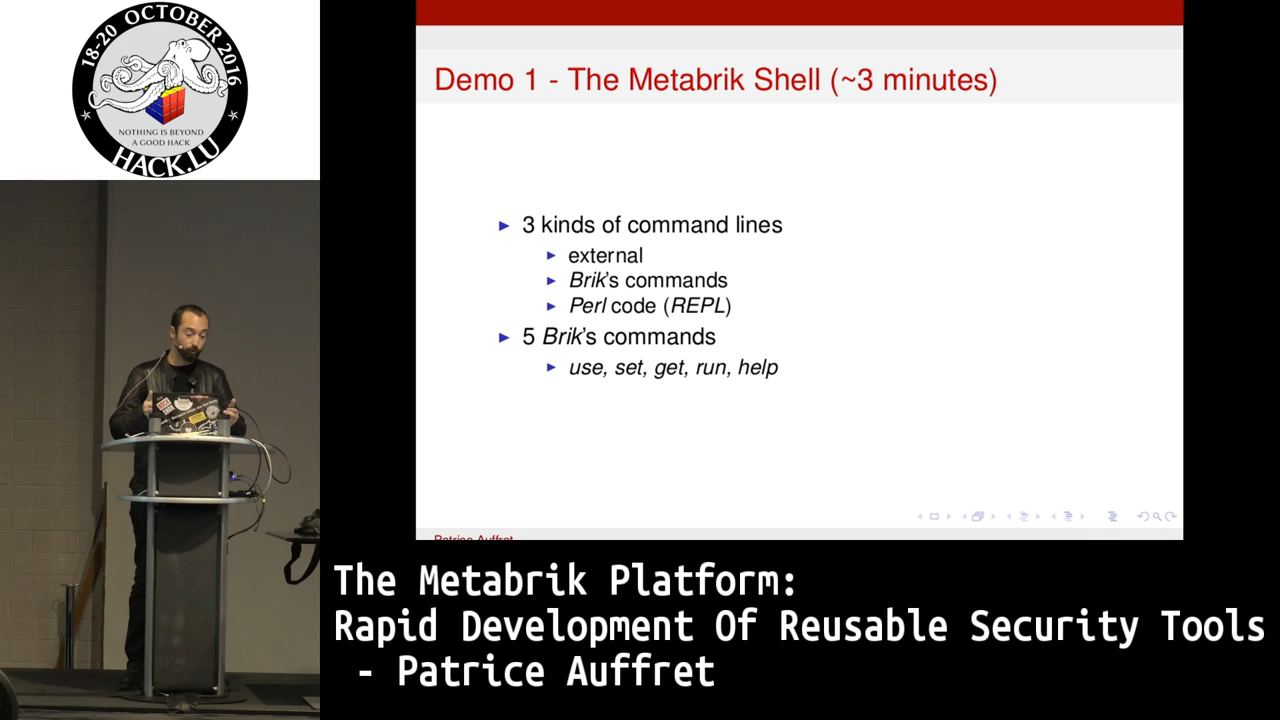 18-20 OCTOBER 2016
NOTHING IS BEYOND
A GOOD HACK
HACK.LU
Demo 1 - The Metabrik Shell (~3 minutes)
3 kinds of command lines
external
Brik's commands
Perl code (REPL)
5 Brik's commands
use, set, get, run, help
Patrice Auffret
The Metabrik Platform:
Rapid Development Of Reusable Security Tools
- Patrice Auffret